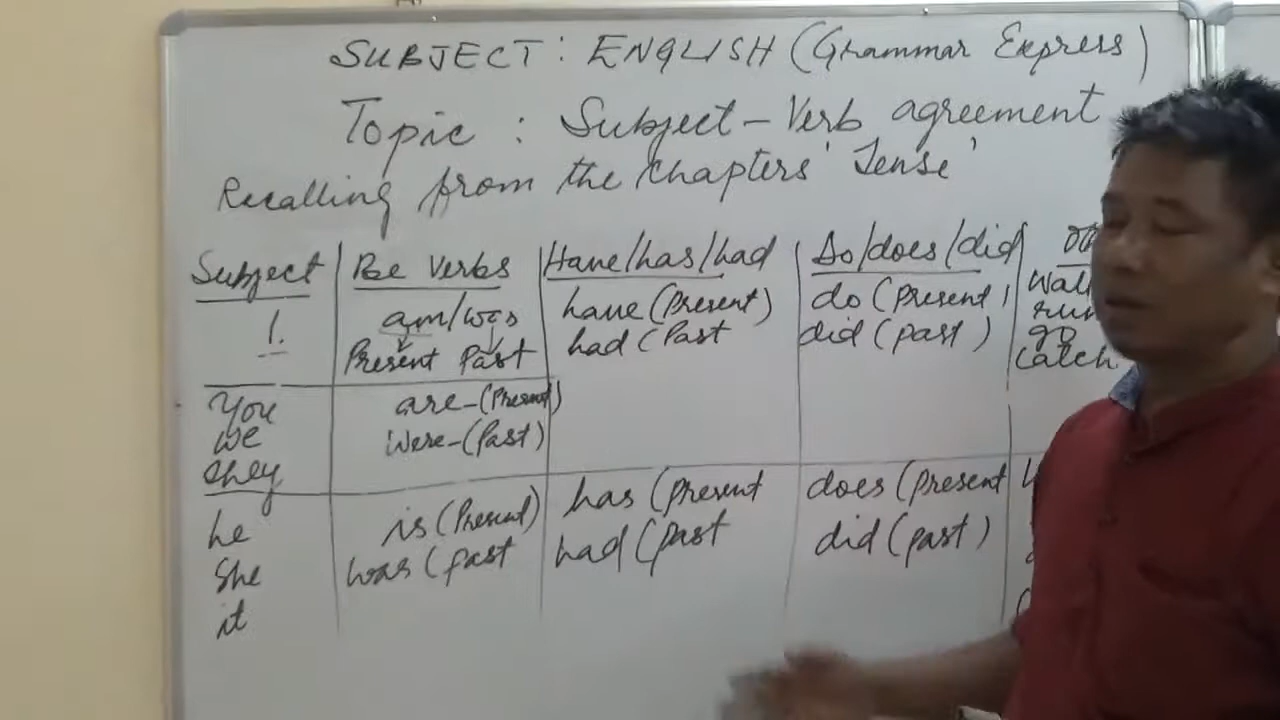 SUBJECT : ENGLISH (Grammar Express)
Topic : Subject-Verb agreement
Recalling from the chapters 'Tense'
Subject | Be Verbs | Have/has/had | Do/does/did
I. | am/was | have (Present) | do (Present)
Present Past | had (Past | did (past) | run
go
catch
You | are-(Present)
we | were-(Past)
they
he | is (Present) | has (Present | does (Present
She | was (past | had (past | did (past)
it